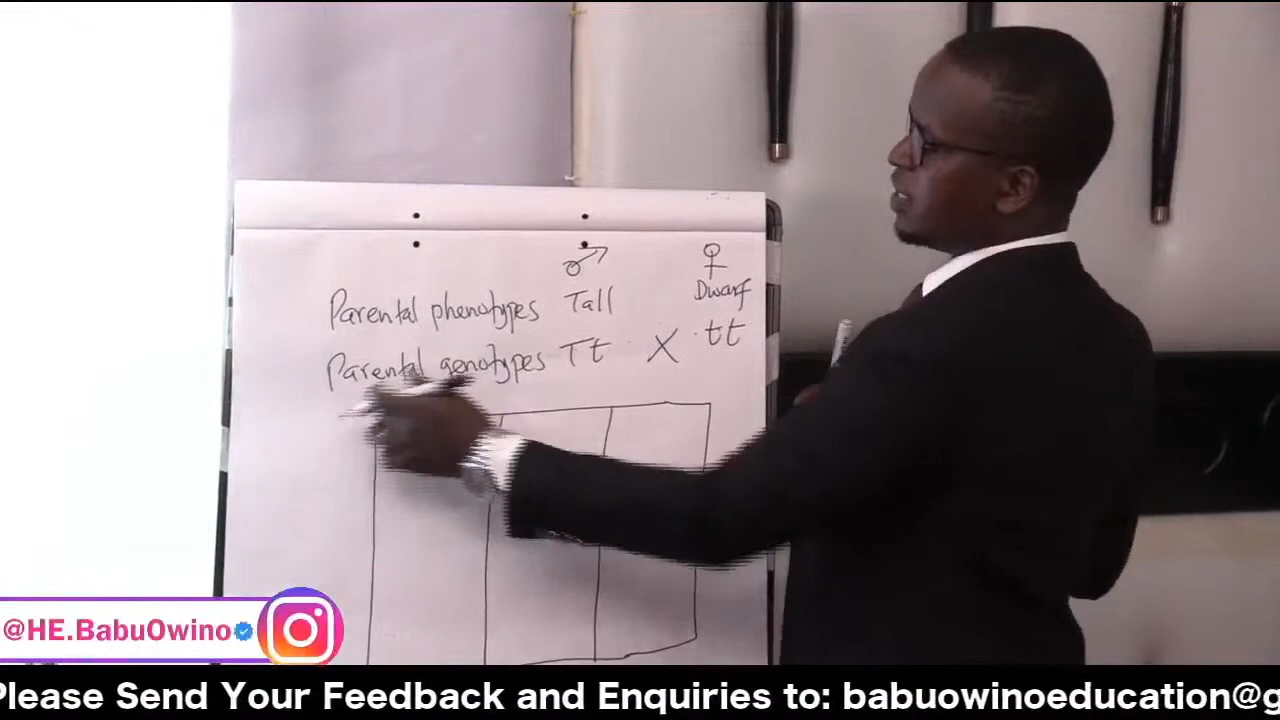 ♂ ♀
Parental phenotypes Tall Dwarf
Parental genotypes Tt X tt
@HE.BabuOwino
Please Send Your Feedback and Enquiries to: babuowinoeducation@g